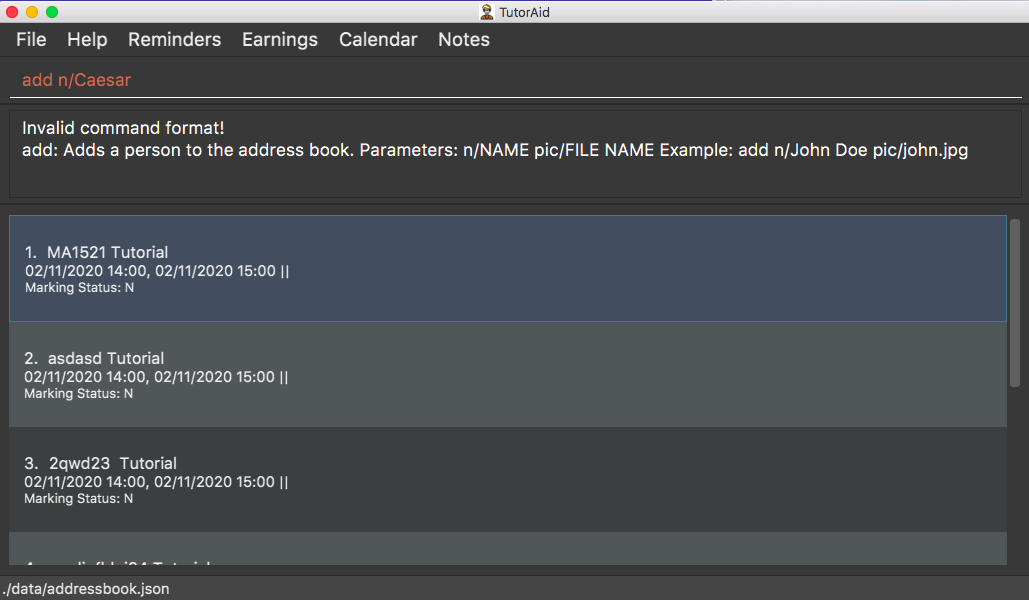 TutorAid
File Help Reminders Earnings Calendar Notes
add n/Caesar
Invalid command format!
add: Adds a person to the address book. Parameters: n/NAME pic/FILE NAME Example: add n/John Doe pic/john.jpg
1. MA1521 Tutorial
02/11/2020 14:00, 02/11/2020 15:00 ||
Marking Status: N
2. asdasd Tutorial
02/11/2020 14:00, 02/11/2020 15:00 ||
Marking Status: N
3. 2qwd23 Tutorial
02/11/2020 14:00, 02/11/2020 15:00 ||
Marking Status: N
Tutorial
./data/addressbook.json